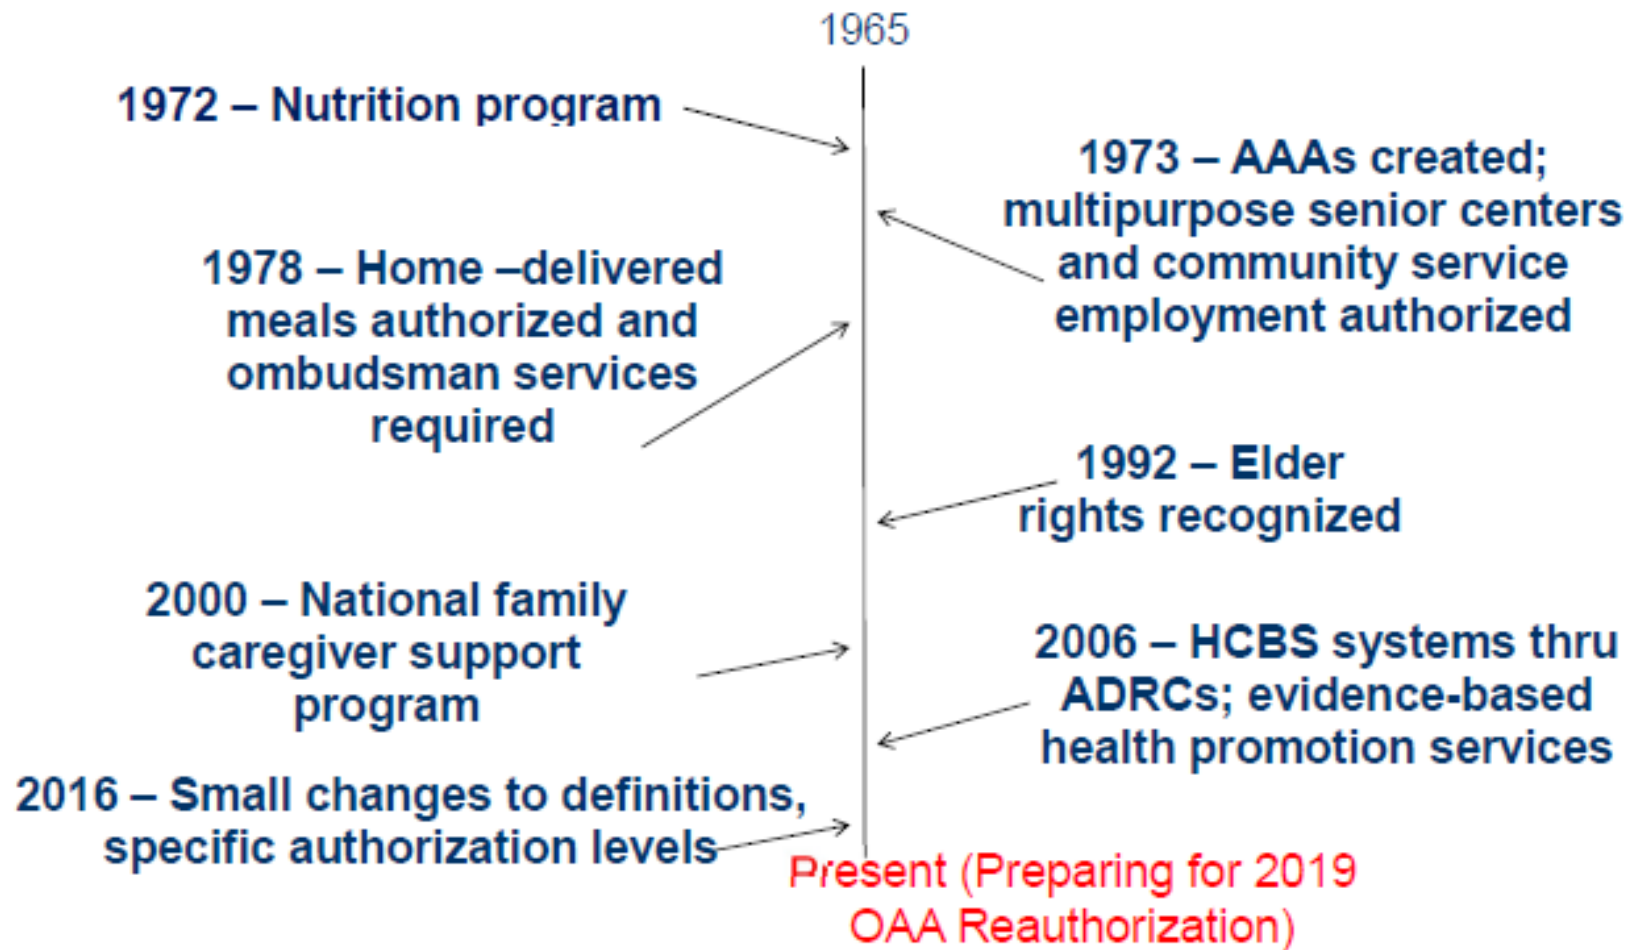 1965
1972 – Nutrition program
1973 – AAAs created;
multipurpose senior centers
and community service
employment authorized
1978 – Home –delivered
meals authorized and
ombudsman services
required
1992 – Elder
rights recognized
2000 – National family
caregiver support
program
2006 – HCBS systems thru
ADRCs; evidence-based
health promotion services
2016 – Small changes to definitions,
specific authorization levels
Present (Preparing for 2019
OAA Reauthorization)